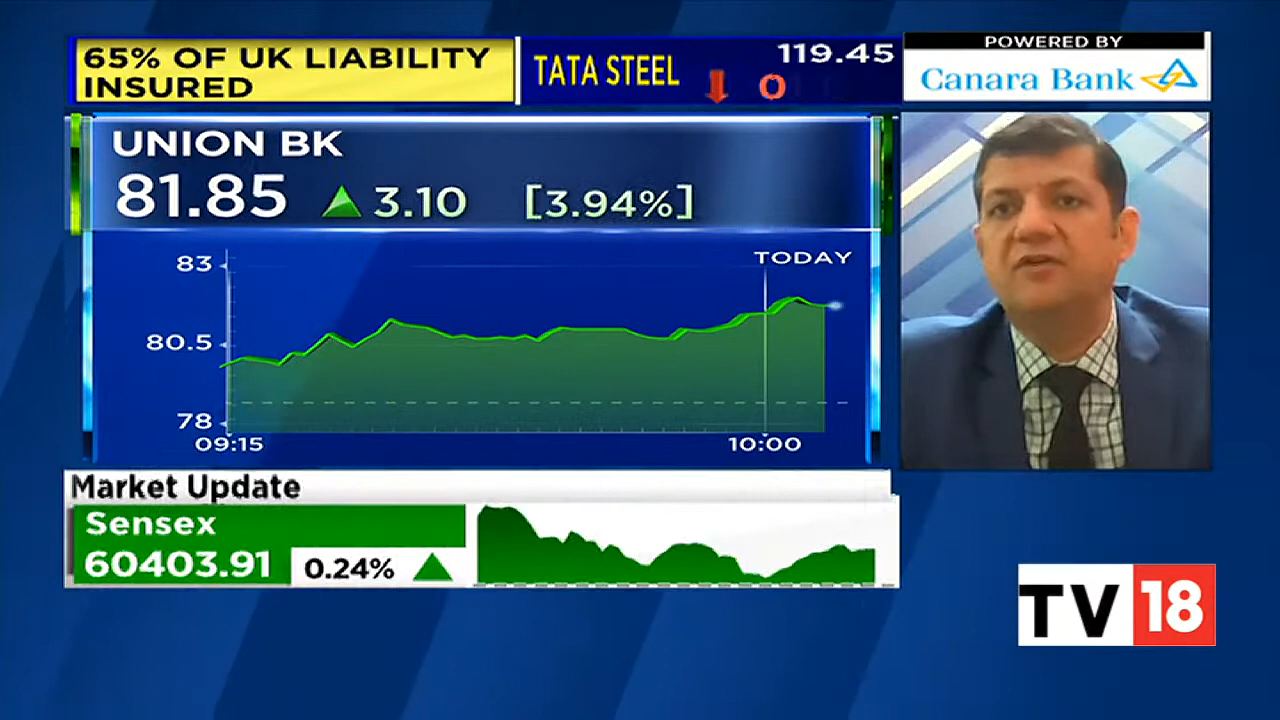 65% OF UK LIABILITY
INSURED
TATA STEEL
119.45
0
POWERED BY
Canara Bank
UNION BK
81.85 ▲ 3.10 [3.94%]
TODAY
83
80.5
78
09:15 10:00
Market Update
Sensex
60403.91 0.24% ▲
TV18